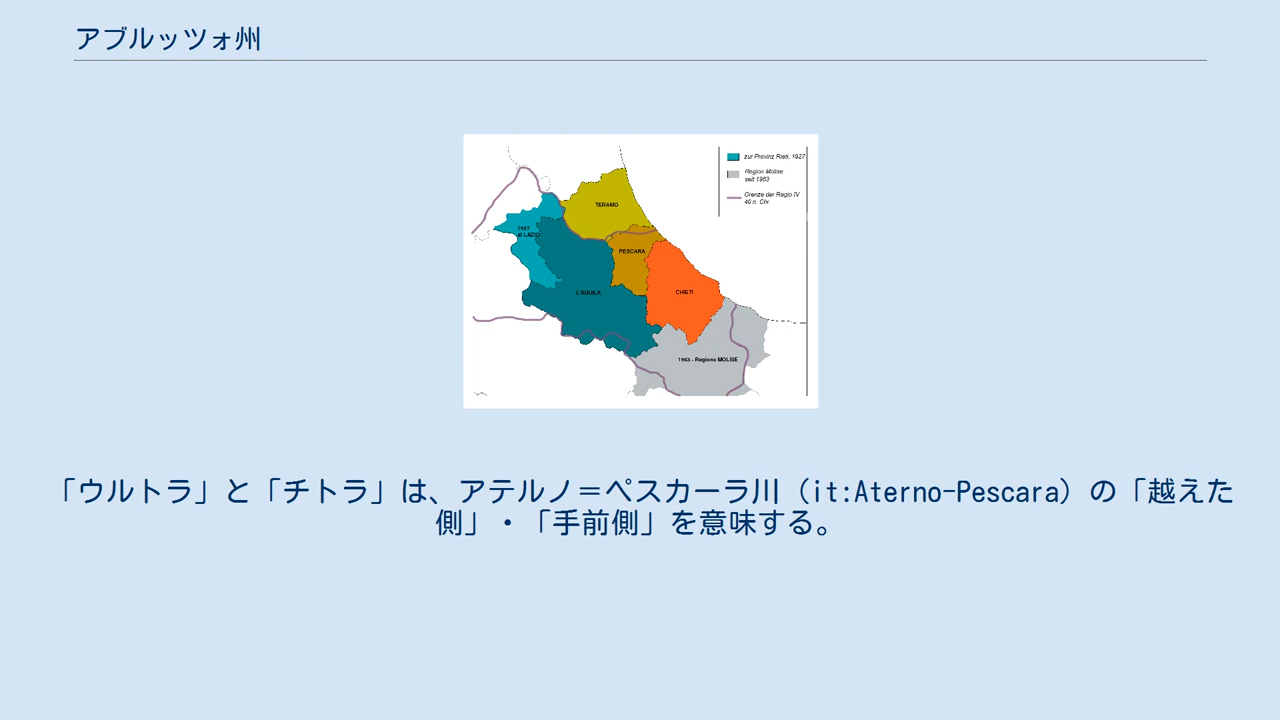 アブルッツォ州
zur Provinz Rieti, 1927
Region Molise
seit 1963
Grenze der Regio IV
40 n. Chr.
TERAMO
1927
di LAZIO
PESCARA
L'AQUILA
CHIETI
1963 - Regione MOLISE
「ウルトラ」と「チトラ」は、アテルノ＝ペスカーラ川（it:Aterno-Pescara）の「越えた
側」・「手前側」を意味する。